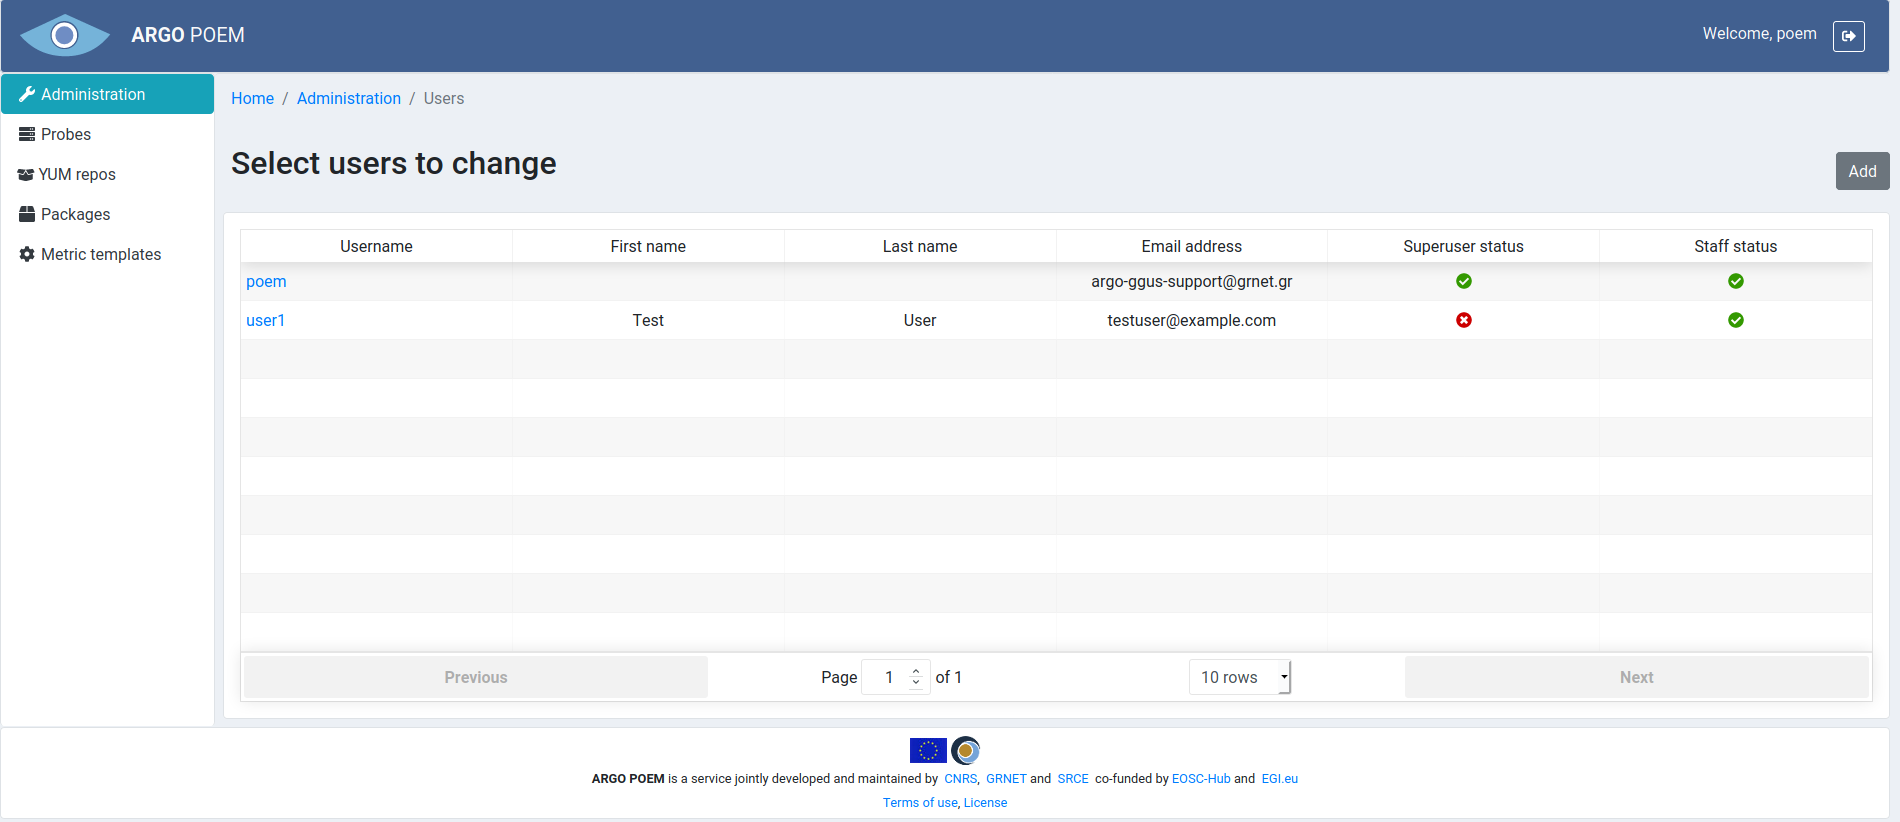 ARGO POEM
Welcome, poem
Administration
Probes
YUM repos
Packages
Metric templates
Home / Administration / Users
Select users to change
Add
Username First name Last name Email address Superuser status Staff status
poem argo-ggus-support@grnet.gr
user1 Test User testuser@example.com
Previous Page 1 of 1 10 rows Next
ARGO POEM is a service jointly developed and maintained by CNRS, GRNET and SRCE co-funded by EOSC-Hub and EGI.eu
Terms of use, License